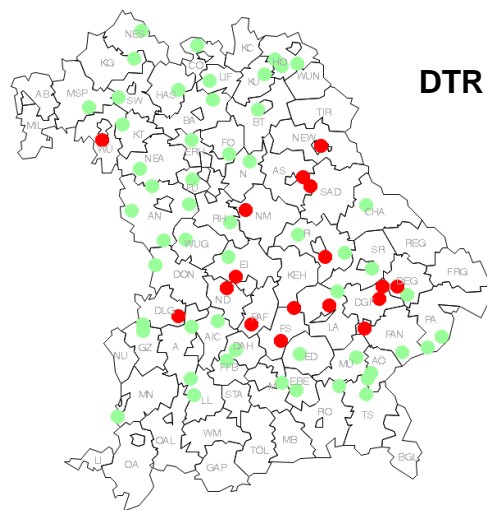 NES
KC
CO
HO
KG
LIF
KU
WUN
DTR
AB
MSP
SW
HAS
MIL
BA
BT
TIR
KT
WÜ
NEW
FO
NEA
N
AS
SAD
AN
RH
NM
CHA
R
WUG
SR
REG
EI
DON
KEH
DEG
FRG
ND
DGF
DLG
PAF
LA
PA
FS
PAN
AIC
GZ
A
DAH
NU
ED
MÜ
AÖ
FFB
EBE
MN
LL
STA
RO
TS
WM
OAL
MB
TÖL
LI
OA
GAP
BGL